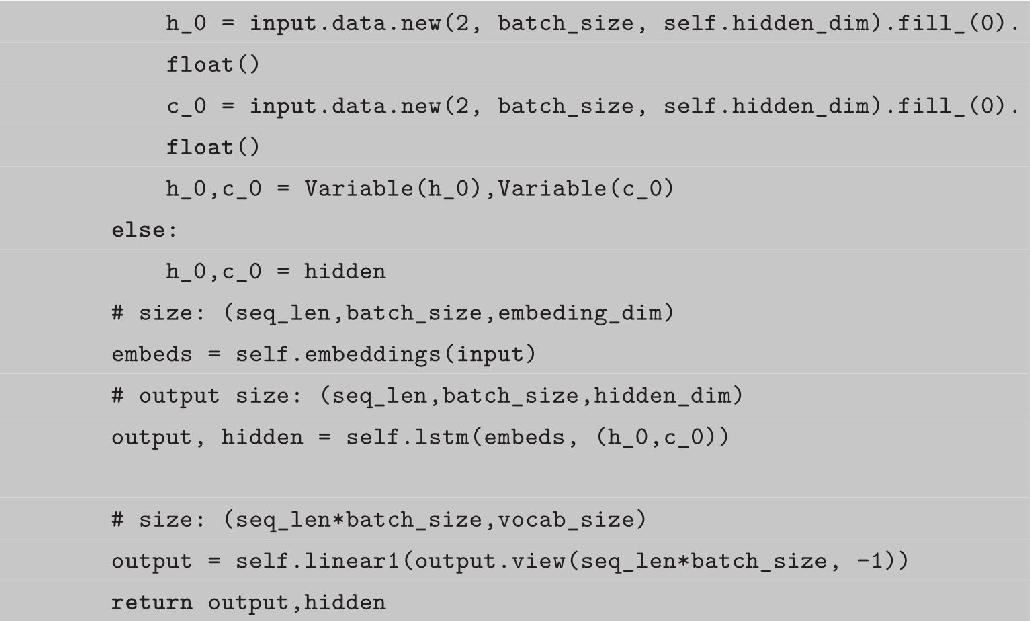 h_0 = input.data.new(2, batch_size, self.hidden_dim).fill_(0).
float()
c_0 = input.data.new(2, batch_size, self.hidden_dim).fill_(0).
float()
h_0,c_0 = Variable(h_0),Variable(c_0)
else:
h_0,c_0 = hidden
# size: (seq_len,batch_size,embeding_dim)
embeds = self.embeddings(input)
# output size: (seq_len,batch_size,hidden_dim)
output, hidden = self.lstm(embeds, (h_0,c_0))
# size: (seq_len*batch_size,vocab_size)
output = self.linear1(output.view(seq_len*batch_size, -1))
return output,hidden